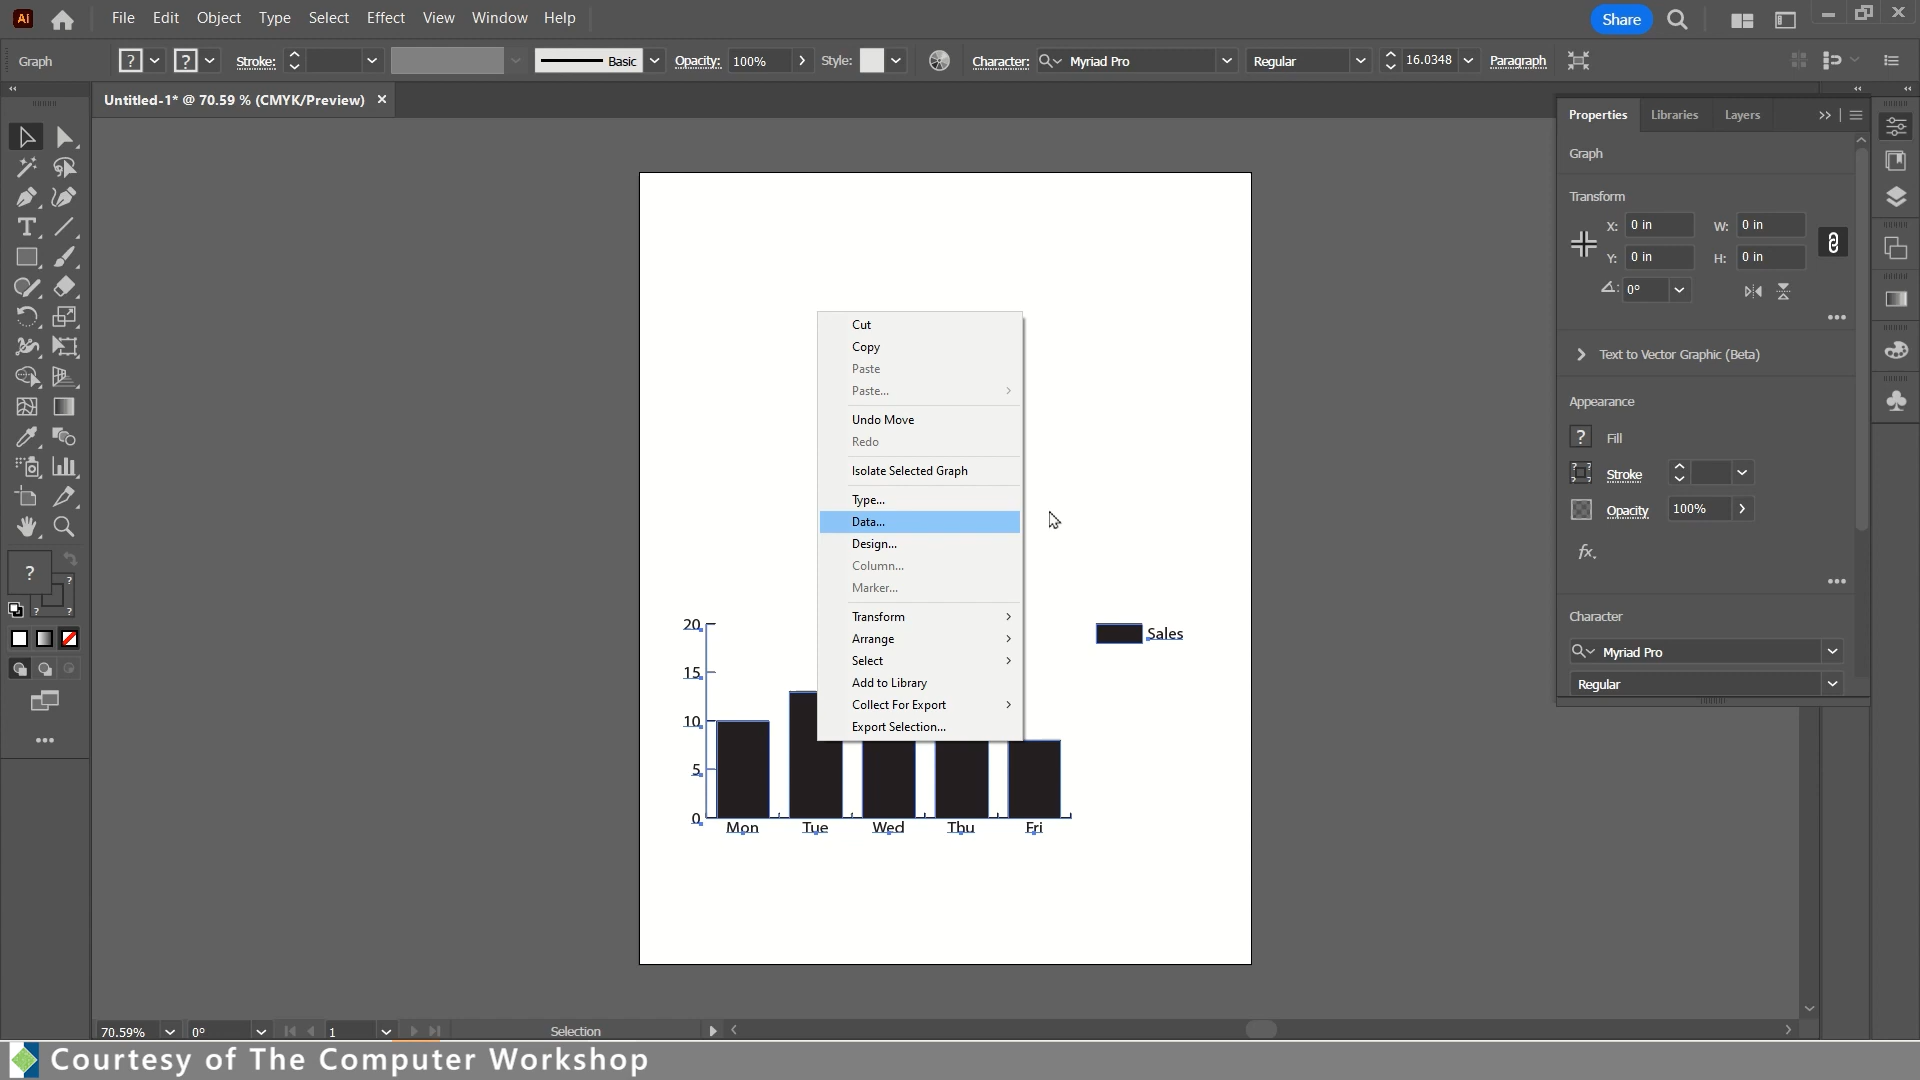 Ai File Edit Object Type Select Effect View Window Help Share
Graph ? ? Stroke: Basic Opacity: 100% Style: Character: Myriad Pro Regular 16.0348 Paragraph
Untitled-1* @ 70.59 % (CMYK/Preview)
Properties Libraries Layers
Graph
Transform
X: 0 in W: 0 in
Y: 0 in H: 0 in
0°
Text to Vector Graphic (Beta)
Appearance
? Fill
Stroke
Opacity 100%
fx.
Character
Myriad Pro
Regular
Cut
Copy
Paste
Paste...
Undo Move
Redo
Isolate Selected Graph
Type...
Data...
Design...
Column...
Marker...
Transform
Arrange
Select
Add to Library
Collect For Export
Export Selection...
20
15
10
5
0
Mon Tue Wed Thu Fri
Sales
?
?
? ?
70.59% 0° 1 Selection
Courtesy of The Computer Workshop